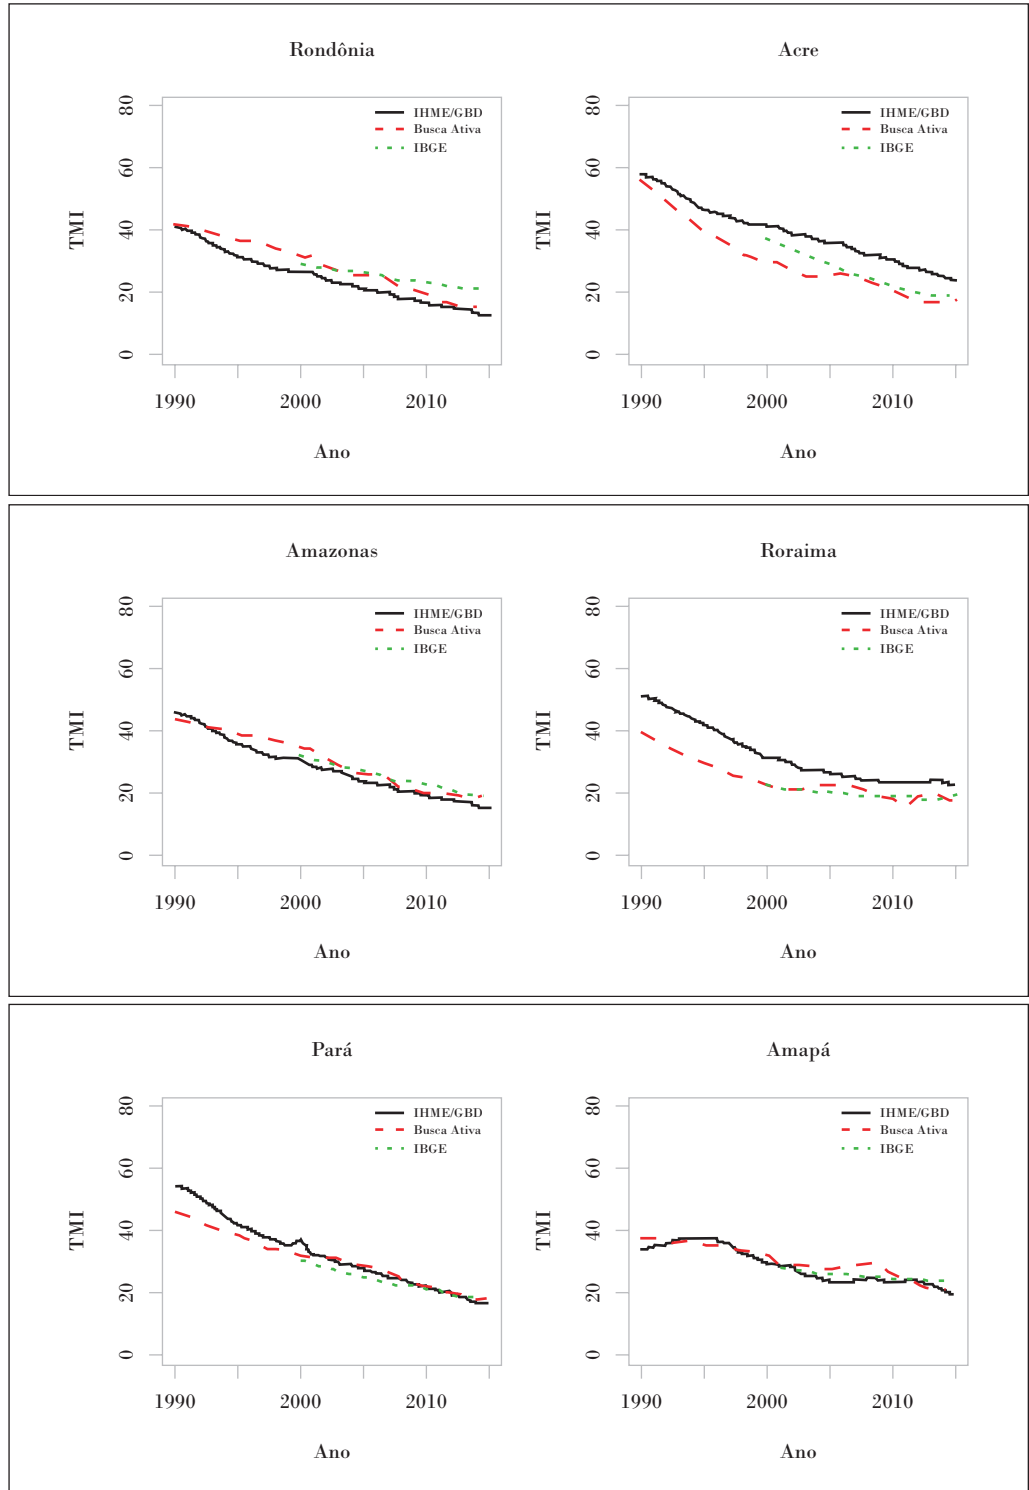 Rondônia
IHME/GBD
Busca Ativa
IBGE
TMI
80
60
40
20
0
1990
2000
2010
Ano
Acre
IHME/GBD
Busca Ativa
IBGE
TMI
80
60
40
20
0
1990
2000
2010
Ano
Amazonas
IHME/GBD
Busca Ativa
IBGE
TMI
80
60
40
20
0
1990
2000
2010
Ano
Roraima
IHME/GBD
Busca Ativa
IBGE
TMI
80
60
40
20
0
1990
2000
2010
Ano
Pará
IHME/GBD
Busca Ativa
IBGE
TMI
80
60
40
20
0
1990
2000
2010
Ano
Amapá
IHME/GBD
Busca Ativa
IBGE
TMI
80
60
40
20
0
1990
2000
2010
Ano